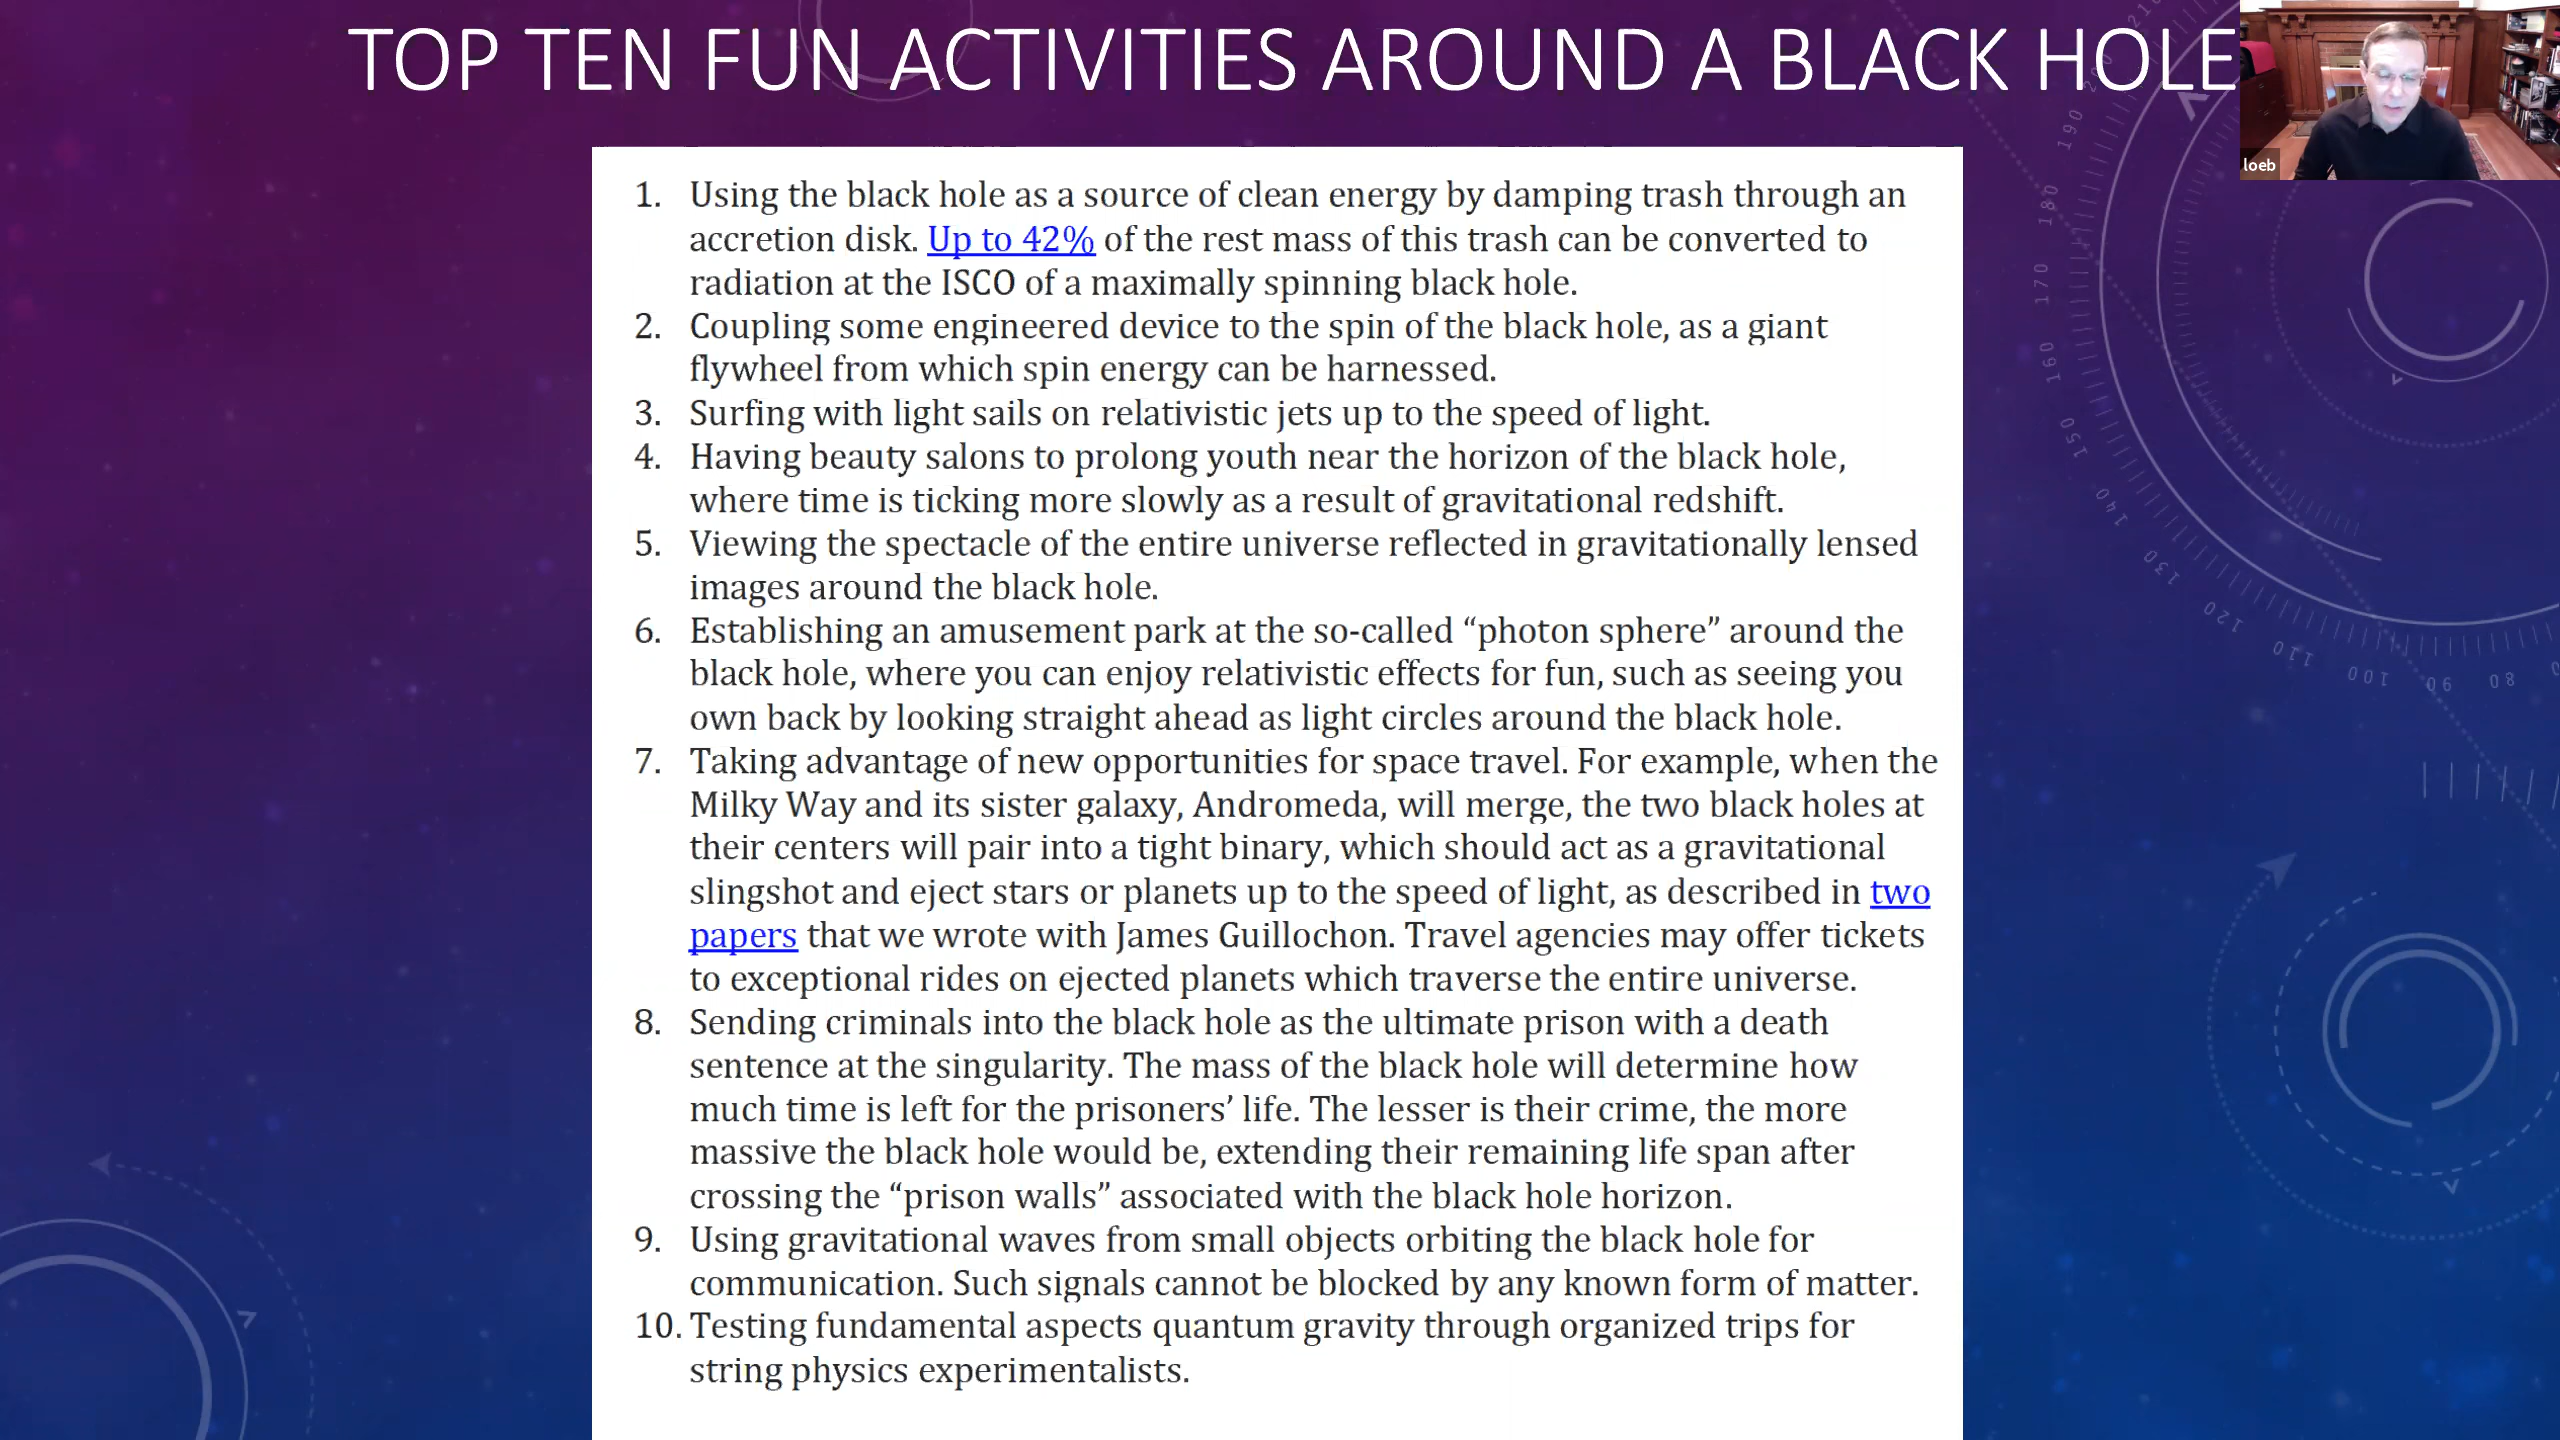 TOP TEN FUN ACTIVITIES AROUND A BLACK HOLE
loeb
1. Using the black hole as a source of clean energy by damping trash through an
accretion disk. Up to 42% of the rest mass of this trash can be converted to
radiation at the ISCO of a maximally spinning black hole.
2. Coupling some engineered device to the spin of the black hole, as a giant
flywheel from which spin energy can be harnessed.
3. Surfing with light sails on relativistic jets up to the speed of light.
4. Having beauty salons to prolong youth near the horizon of the black hole,
where time is ticking more slowly as a result of gravitational redshift.
5. Viewing the spectacle of the entire universe reflected in gravitationally lensed
images around the black hole.
6. Establishing an amusement park at the so-called “photon sphere” around the
black hole, where you can enjoy relativistic effects for fun, such as seeing you
own back by looking straight ahead as light circles around the black hole.
7. Taking advantage of new opportunities for space travel. For example, when the
Milky Way and its sister galaxy, Andromeda, will merge, the two black holes at
their centers will pair into a tight binary, which should act as a gravitational
slingshot and eject stars or planets up to the speed of light, as described in two
papers that we wrote with James Guillochon. Travel agencies may offer tickets
to exceptional rides on ejected planets which traverse the entire universe.
8. Sending criminals into the black hole as the ultimate prison with a death
sentence at the singularity. The mass of the black hole will determine how
much time is left for the prisoners’ life. The lesser is their crime, the more
massive the black hole would be, extending their remaining life span after
crossing the “prison walls” associated with the black hole horizon.
9. Using gravitational waves from small objects orbiting the black hole for
communication. Such signals cannot be blocked by any known form of matter.
10. Testing fundamental aspects quantum gravity through organized trips for
string physics experimentalists.
210
200
190
180
170
160
150
140
130
120
110
100
90
80